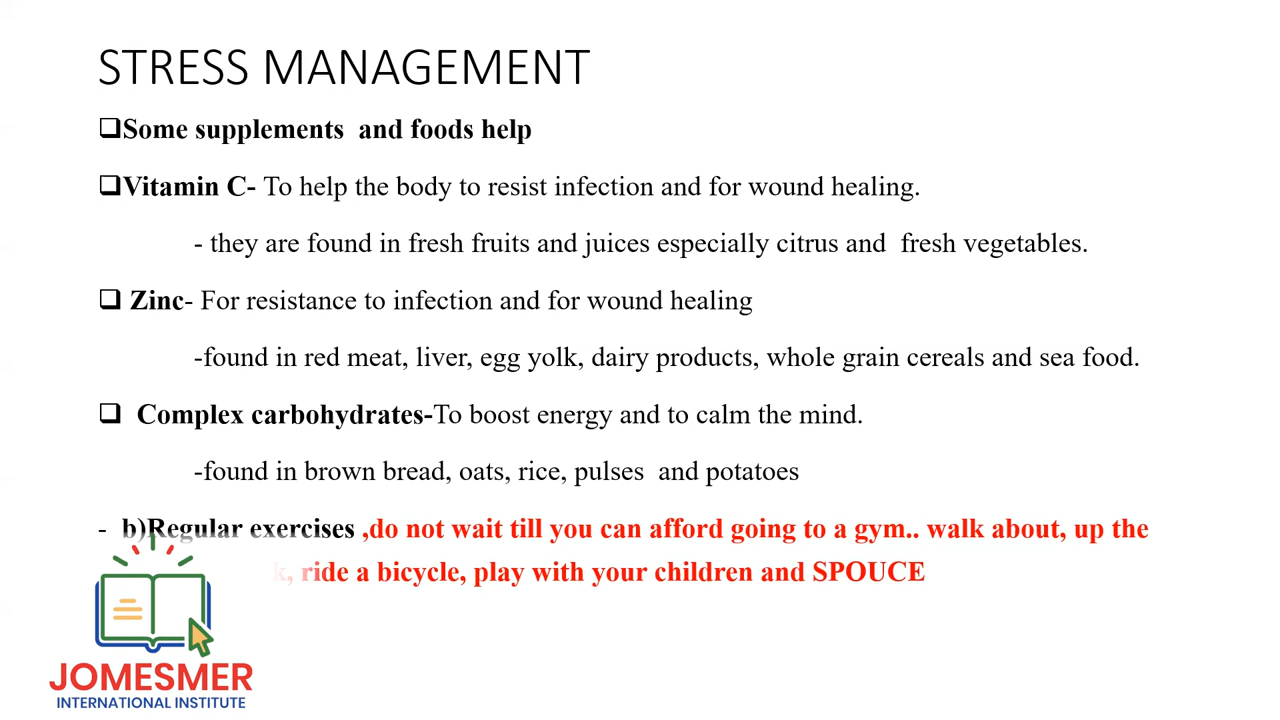 STRESS MANAGEMENT
❑Some supplements  and foods help
❑Vitamin C- To help the body to resist infection and for wound healing.
- they are found in fresh fruits and juices especially citrus and  fresh vegetables.
❑ Zinc- For resistance to infection and for wound healing
-found in red meat, liver, egg yolk, dairy products, whole grain cereals and sea food.
❑  Complex carbohydrates-To boost energy and to calm the mind.
-found in brown bread, oats, rice, pulses  and potatoes
-  b)Regular exercises ,do not wait till you can afford going to a gym.. walk about, up the
ride a bicycle, play with your children and SPOUCE
JOMESMER
INTERNATIONAL INSTITUTE